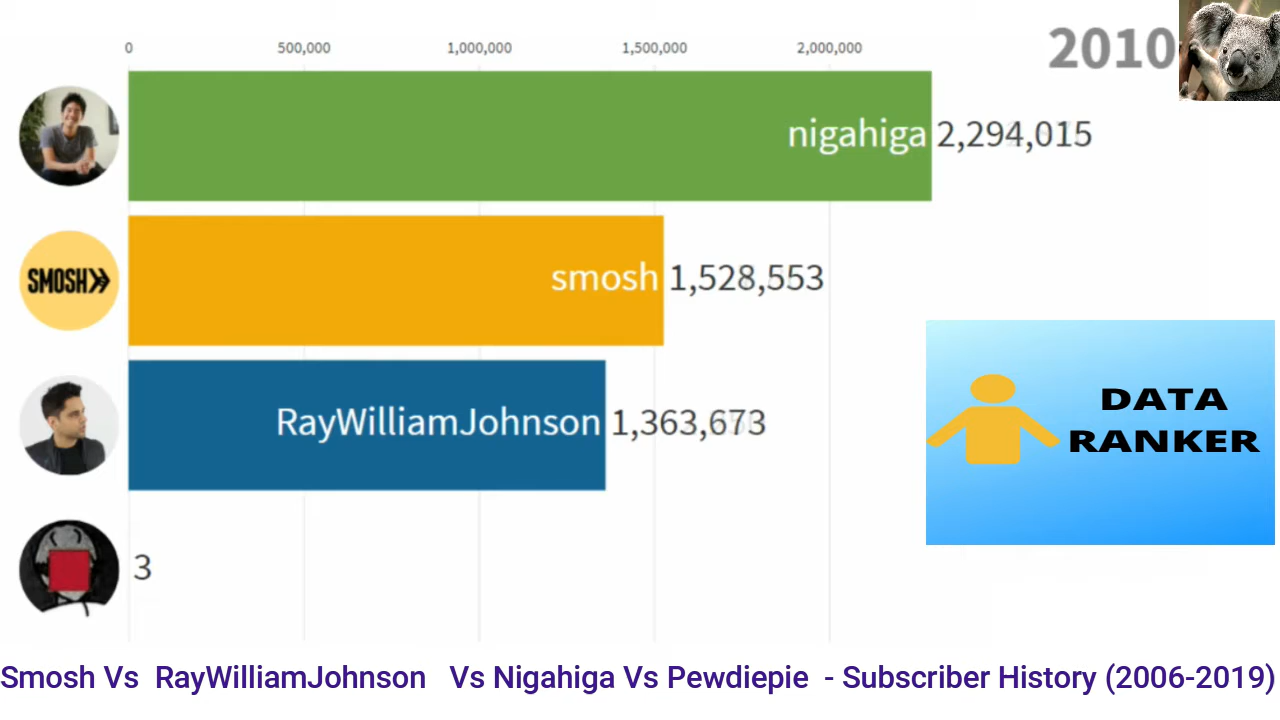 0 500,000 1,000,000 1,500,000 2,000,000
2010
nigahiga 2,294,015
SMOSH
smosh 1,528,553
RayWilliamJohnson 1,363,673
DATA
RANKER
3
Smosh Vs RayWilliamJohnson Vs Nigahiga Vs Pewdiepie - Subscriber History (2006-2019)